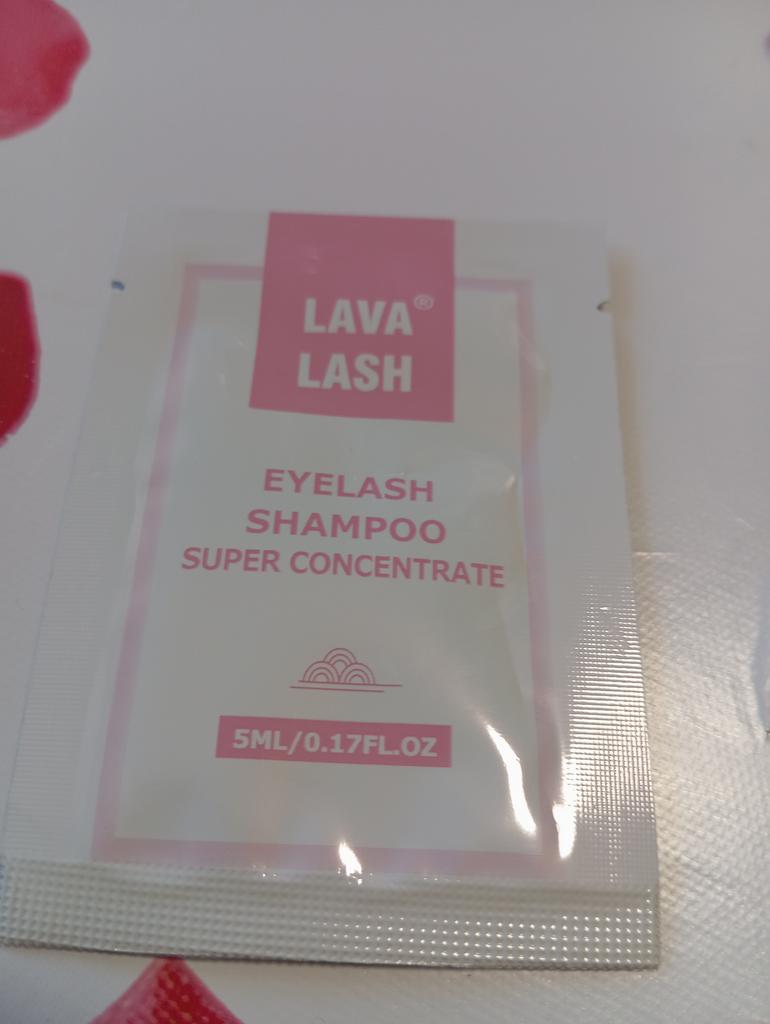 LAVA®
LASH
EYELASH
SHAMPOO
SUPER CONCENTRATE
5ML/0.17FL.OZ